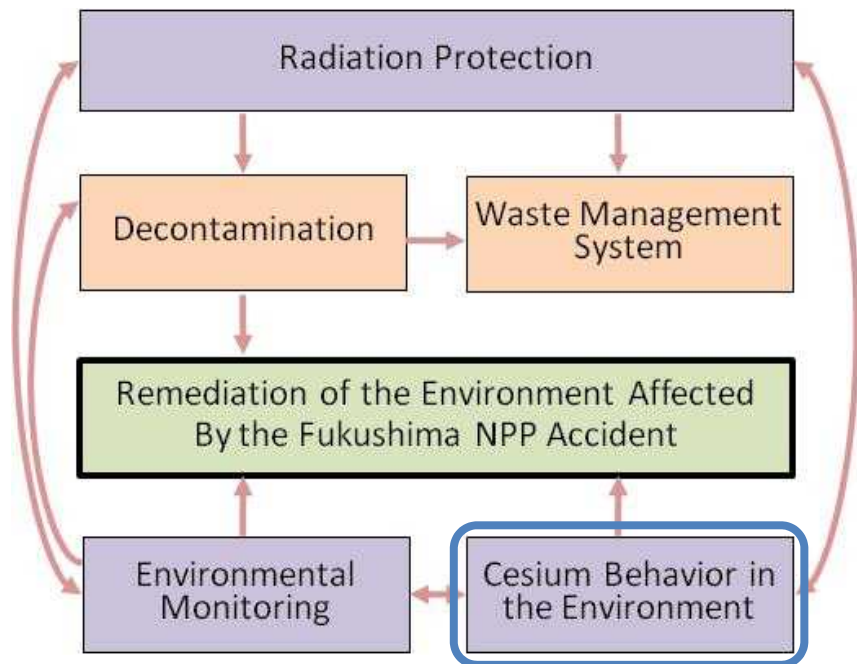 Radiation Protection
Decontamination
Waste Management
System
Remediation of the Environment Affected
By the Fukushima NPP Accident
Environmental
Monitoring
Cesium Behavior in
the Environment